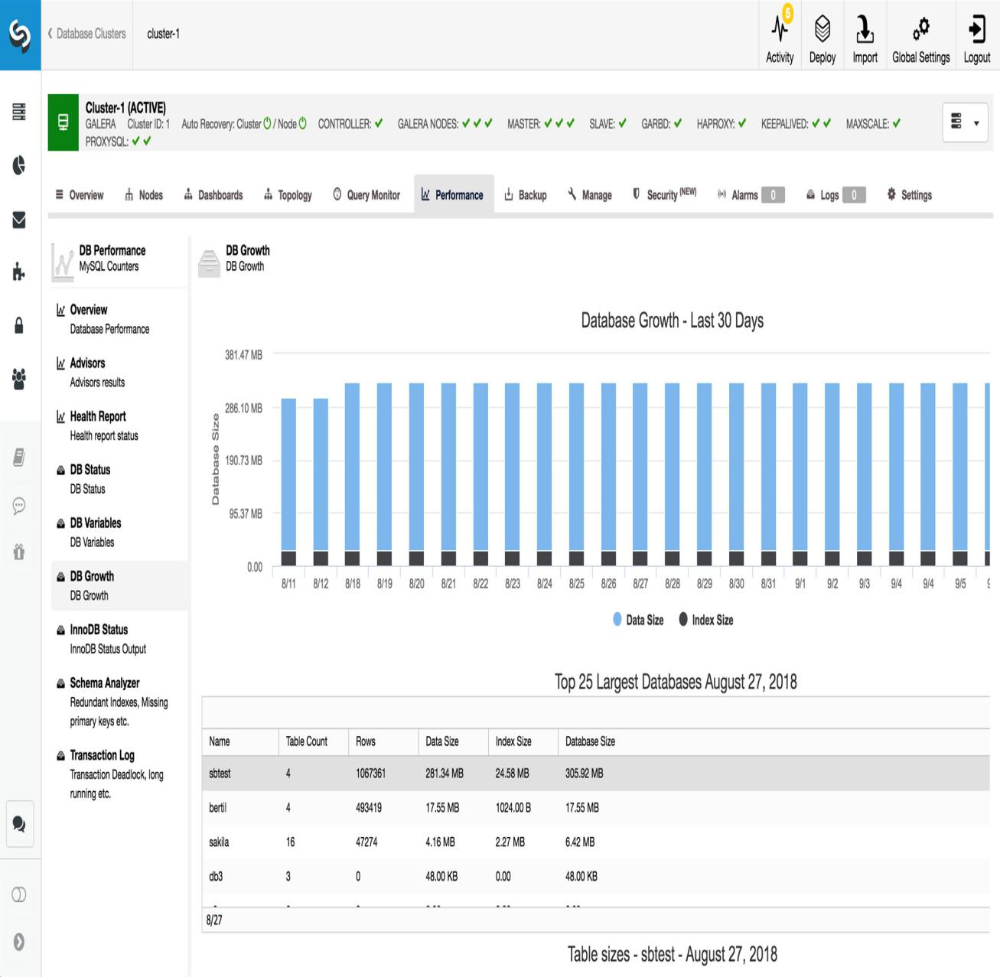 Database Clusters
cluster-1
5
Activity
Deploy
Import
Global Settings
Logout
Cluster-1 (ACTIVE)
GALERA Cluster ID: 1 Auto Recovery: Cluster / Node CONTROLLER: GALERA NODES: MASTER: SLAVE: GARBD: HAPROXY: KEEPALIVED: MAXSCALE:
PROXYSQL:
Overview Nodes Dashboards Topology Query Monitor Performance Backup Manage Security (NEW) Alarms 0 Logs 0 Settings
DB Performance
MySQL Counters
Overview
Database Performance
Advisors
Advisors results
Health Report
Health report status
DB Status
DB Status
DB Variables
DB Variables
DB Growth
DB Growth
InnoDB Status
InnoDB Status Output
Schema Analyzer
Redundant Indexes, Missing
primary keys etc.
Transaction Log
Transaction Deadlock, long
running etc.
DB Growth
DB Growth
Database Growth - Last 30 Days
Database Size
381.47 MB
286.10 MB
190.73 MB
95.37 MB
0.00
8/11 8/12 8/18 8/19 8/20 8/21 8/22 8/23 8/24 8/25 8/26 8/27 8/28 8/29 8/30 8/31 9/1 9/2 9/3 9/4 9/4 9/5
Data Size Index Size
Top 25 Largest Databases August 27, 2018
Name Table Count Rows Data Size Index Size Database Size
sbtest 4 1067361 281.34 MB 24.58 MB 305.92 MB
bertil 4 493419 17.55 MB 1024.00 B 17.55 MB
sakila 16 47274 4.16 MB 2.27 MB 6.42 MB
db3 3 0 48.00 KB 0.00 48.00 KB
8/27
Table sizes - sbtest - August 27, 2018